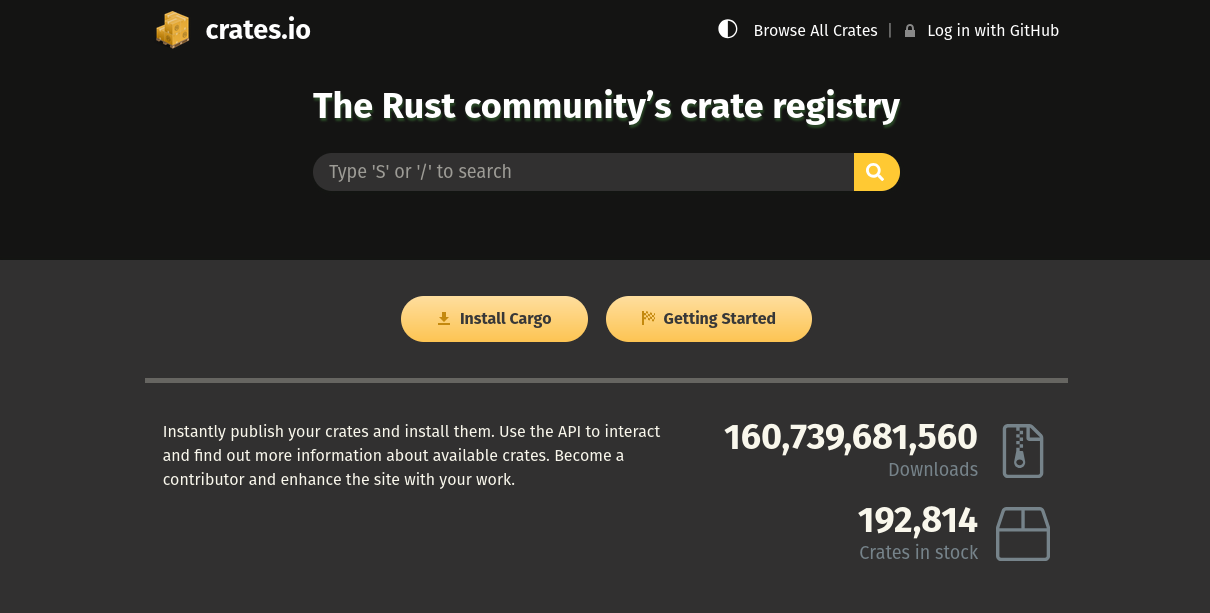 crates.io
Browse All Crates | Log in with GitHub
The Rust community’s crate registry
Type 'S' or '/' to search
Install Cargo
Getting Started
Instantly publish your crates and install them. Use the API to interact
and find out more information about available crates. Become a
contributor and enhance the site with your work.
160,739,681,560
Downloads
192,814
Crates in stock